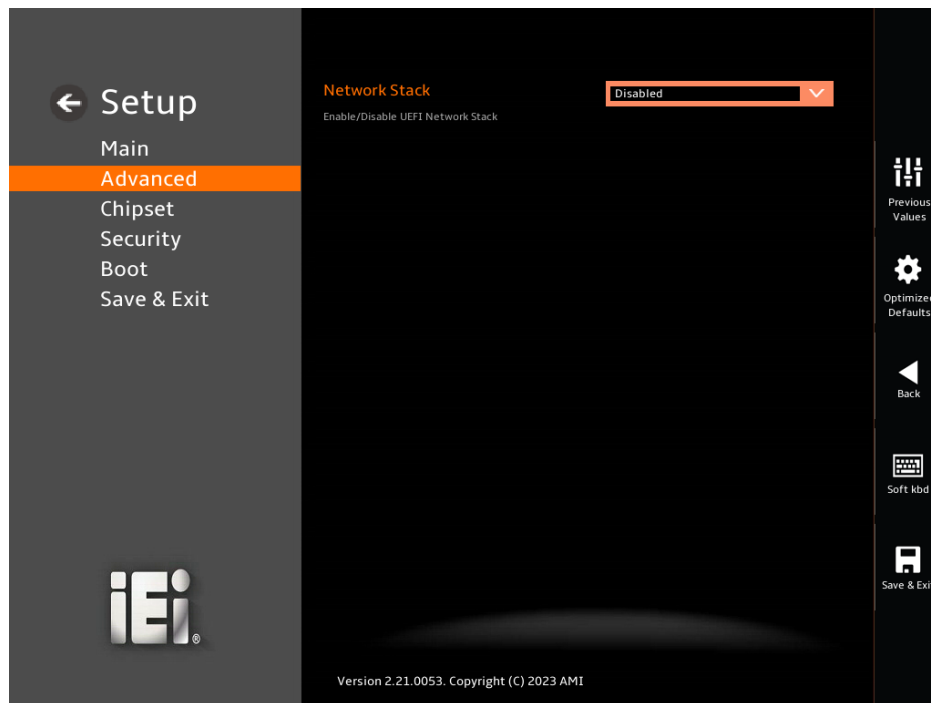 Setup
Main
Advanced
Chipset
Security
Boot
Save & Exit
iEi®
Network Stack
Disabled
Enable/Disable UEFI Network Stack
Version 2.21.0053. Copyright (C) 2023 AMI
Previous
Values
Optimized
Defaults
Back
Soft kbd
Save & Exi